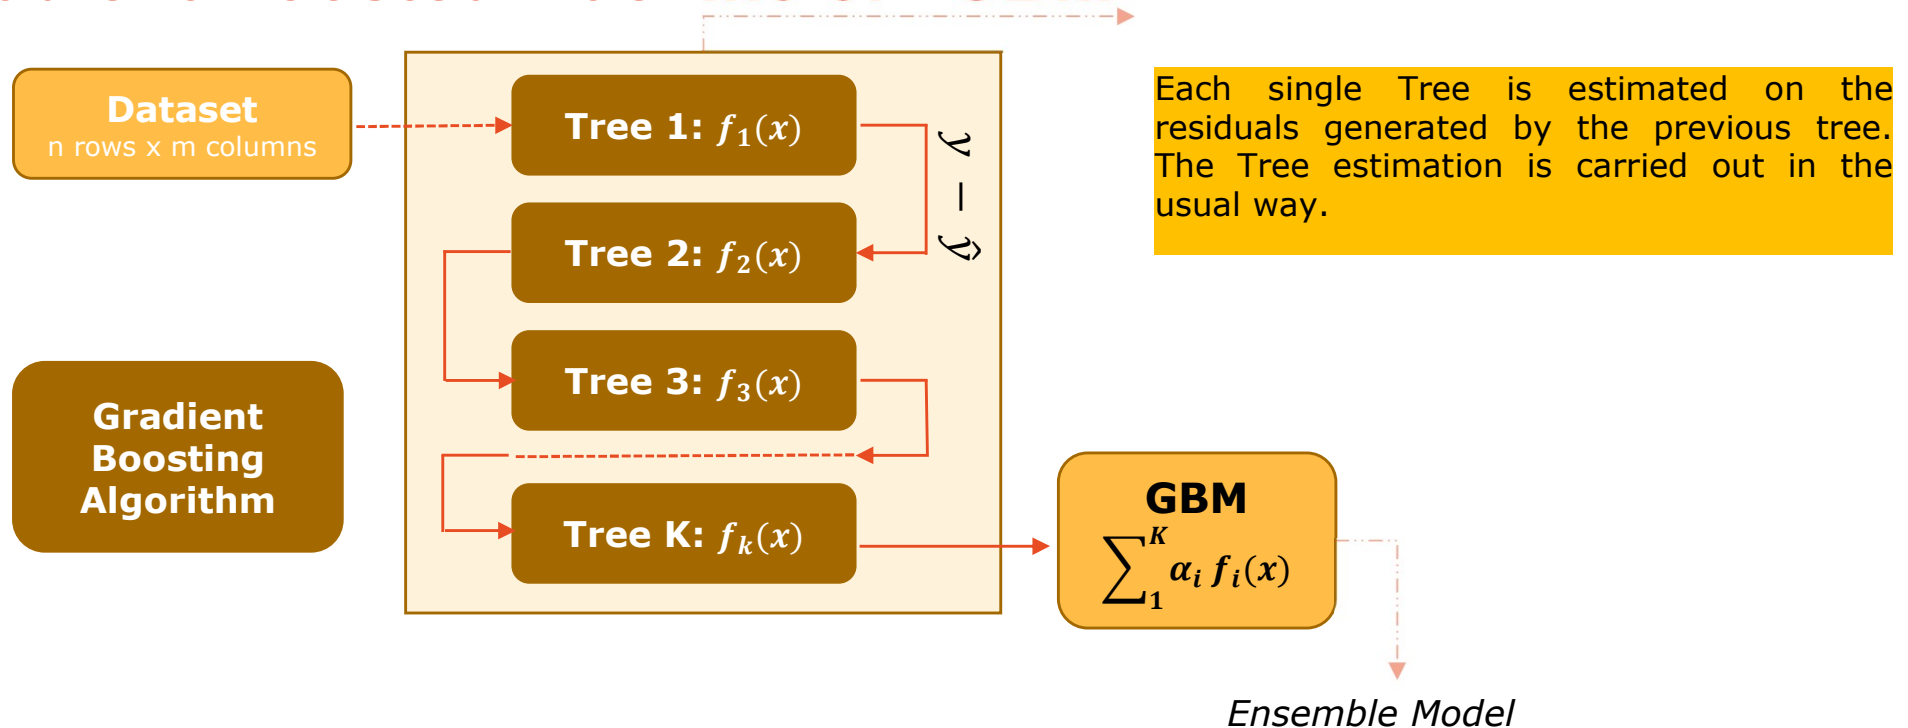 Dataset
n rows x m columns
Tree 1: f₁(x)
y − ŷ
Tree 2: f₂(x)
Tree 3: f₃(x)
Tree K: fₖ(x)
Each single Tree is estimated on the
residuals generated by the previous tree.
The Tree estimation is carried out in the
usual way.
Gradient
Boosting
Algorithm
GBM
∑₁ᴷ αᵢ fᵢ(x)
Ensemble Model